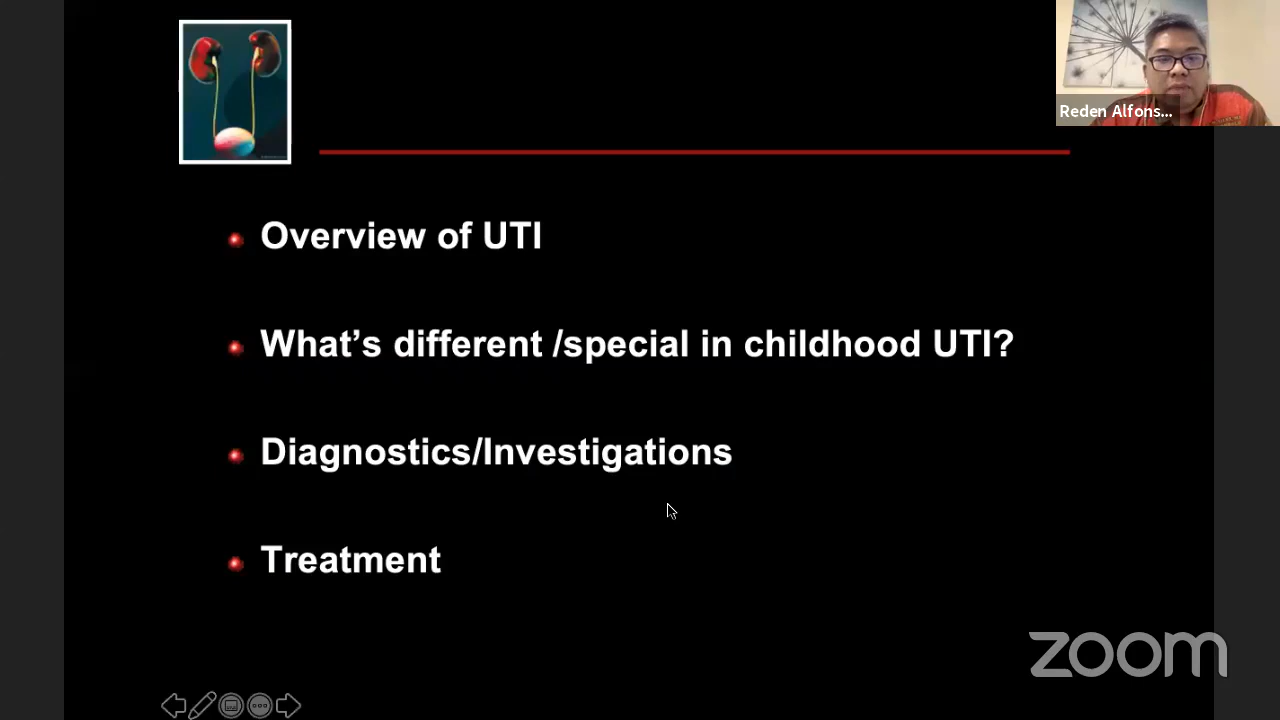 Reden Alfons...
Overview of UTI
What's different /special in childhood UTI?
Diagnostics/Investigations
Treatment
zoom